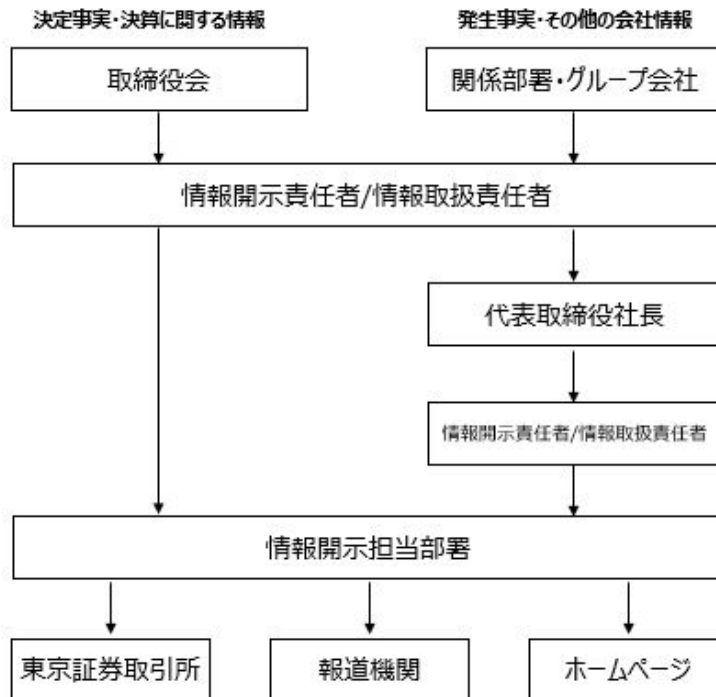 決定事実・決算に関する情報
発生事実・その他の会社情報
取締役会
関係部署・グループ会社
情報開示責任者/情報取扱責任者
代表取締役社長
情報開示責任者/情報取扱責任者
情報開示担当部署
東京証券取引所
報道機関
ホームページ